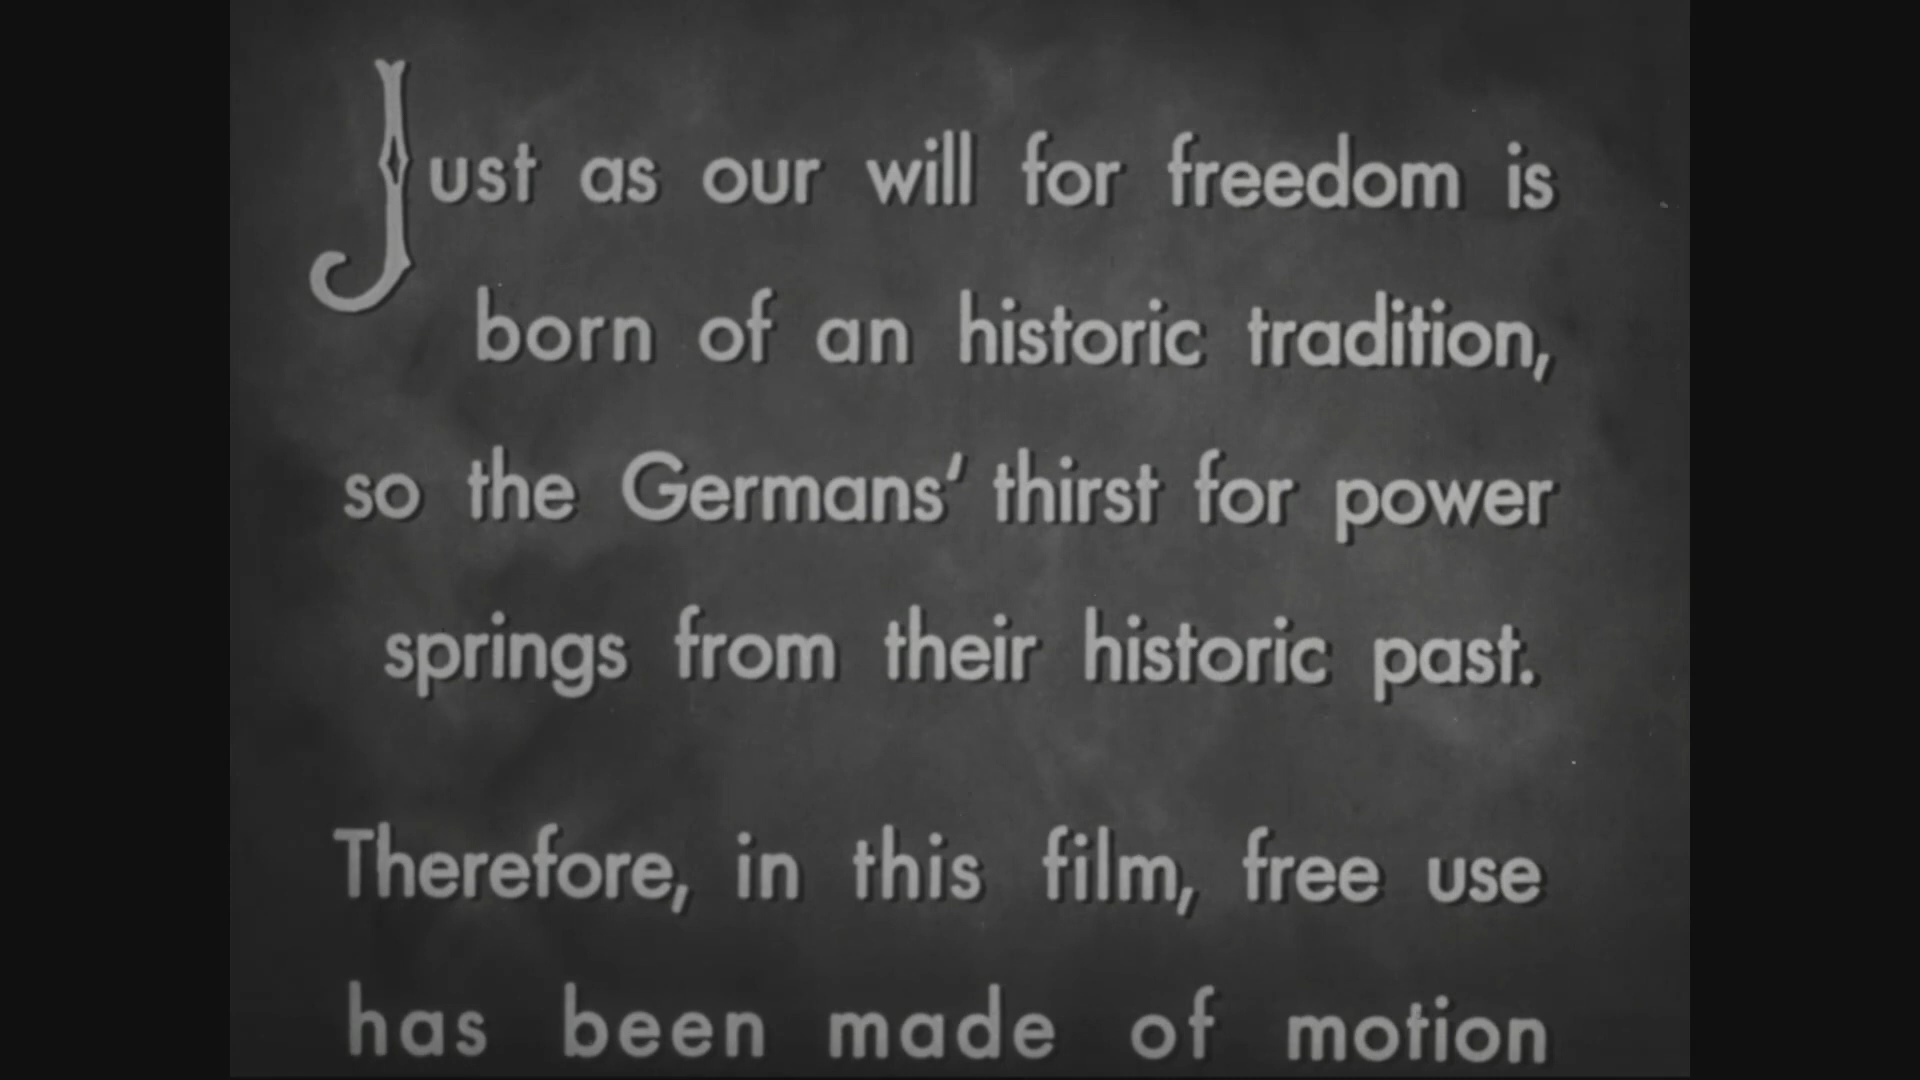 Just as our will for freedom is
born of an historic tradition,
so the Germans' thirst for power
springs from their historic past.
Therefore, in this film, free use
has been made of motion